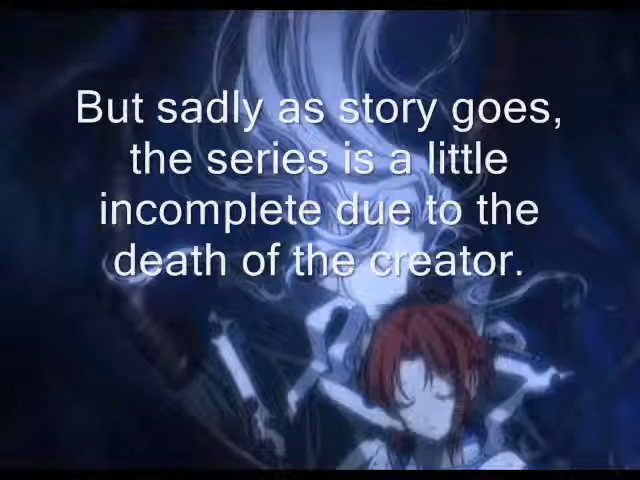 But sadly as story goes,
the series is a little
incomplete due to the
death of the creator.